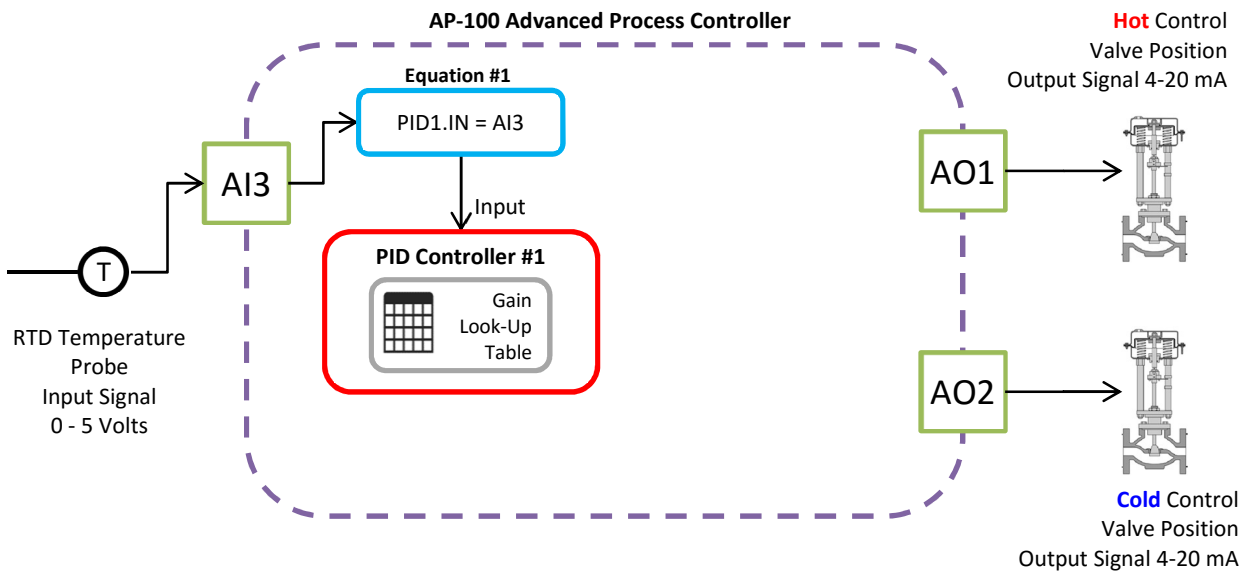 AP-100 Advanced Process Controller
Hot Control
Valve Position
Output Signal 4-20 mA
Equation #1
PID1.IN = AI3
AI3
AO1
Input
PID Controller #1
Gain
Look-Up
Table
T
RTD Temperature
Probe
Input Signal
0 - 5 Volts
AO2
Cold Control
Valve Position
Output Signal 4-20 mA